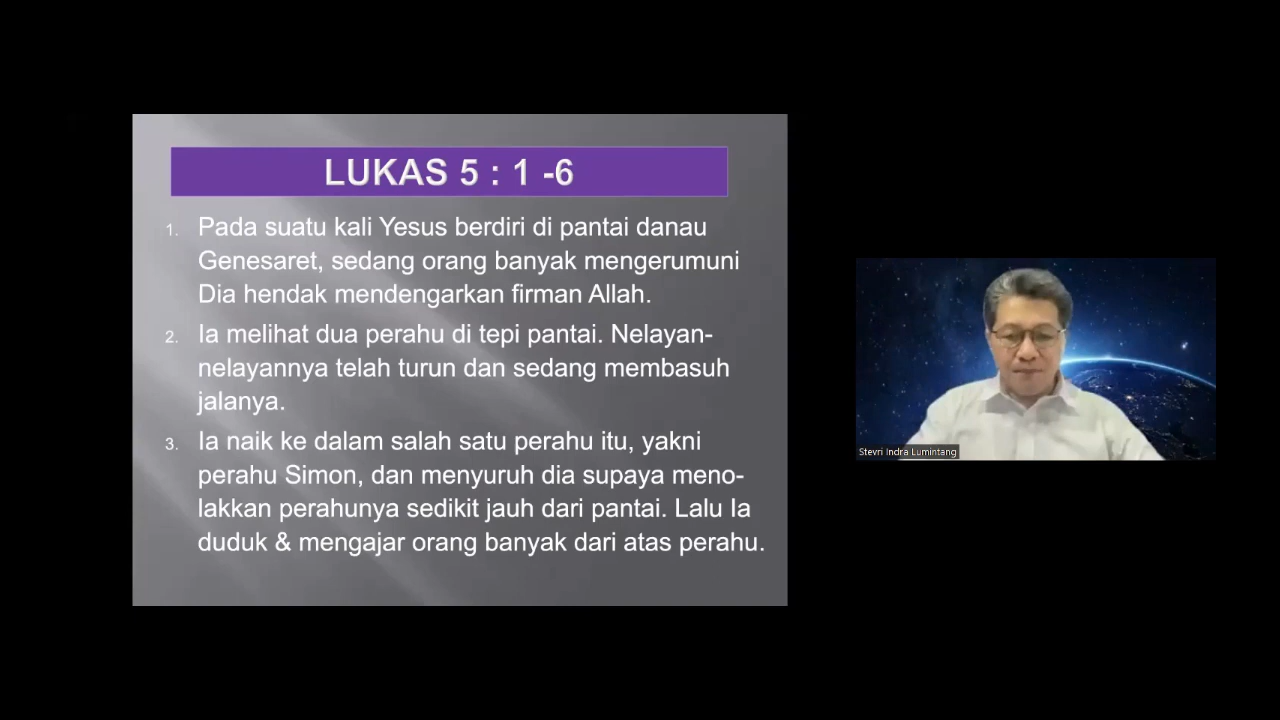 LUKAS 5 : 1 -6
1. Pada suatu kali Yesus berdiri di pantai danau
Genesaret, sedang orang banyak mengerumuni
Dia hendak mendengarkan firman Allah.
2. Ia melihat dua perahu di tepi pantai. Nelayan-
nelayannya telah turun dan sedang membasuh
jalanya.
3. Ia naik ke dalam salah satu perahu itu, yakni
perahu Simon, dan menyuruh dia supaya meno-
lakkan perahunya sedikit jauh dari pantai. Lalu Ia
duduk & mengajar orang banyak dari atas perahu.
Stevri Indra Lumintang